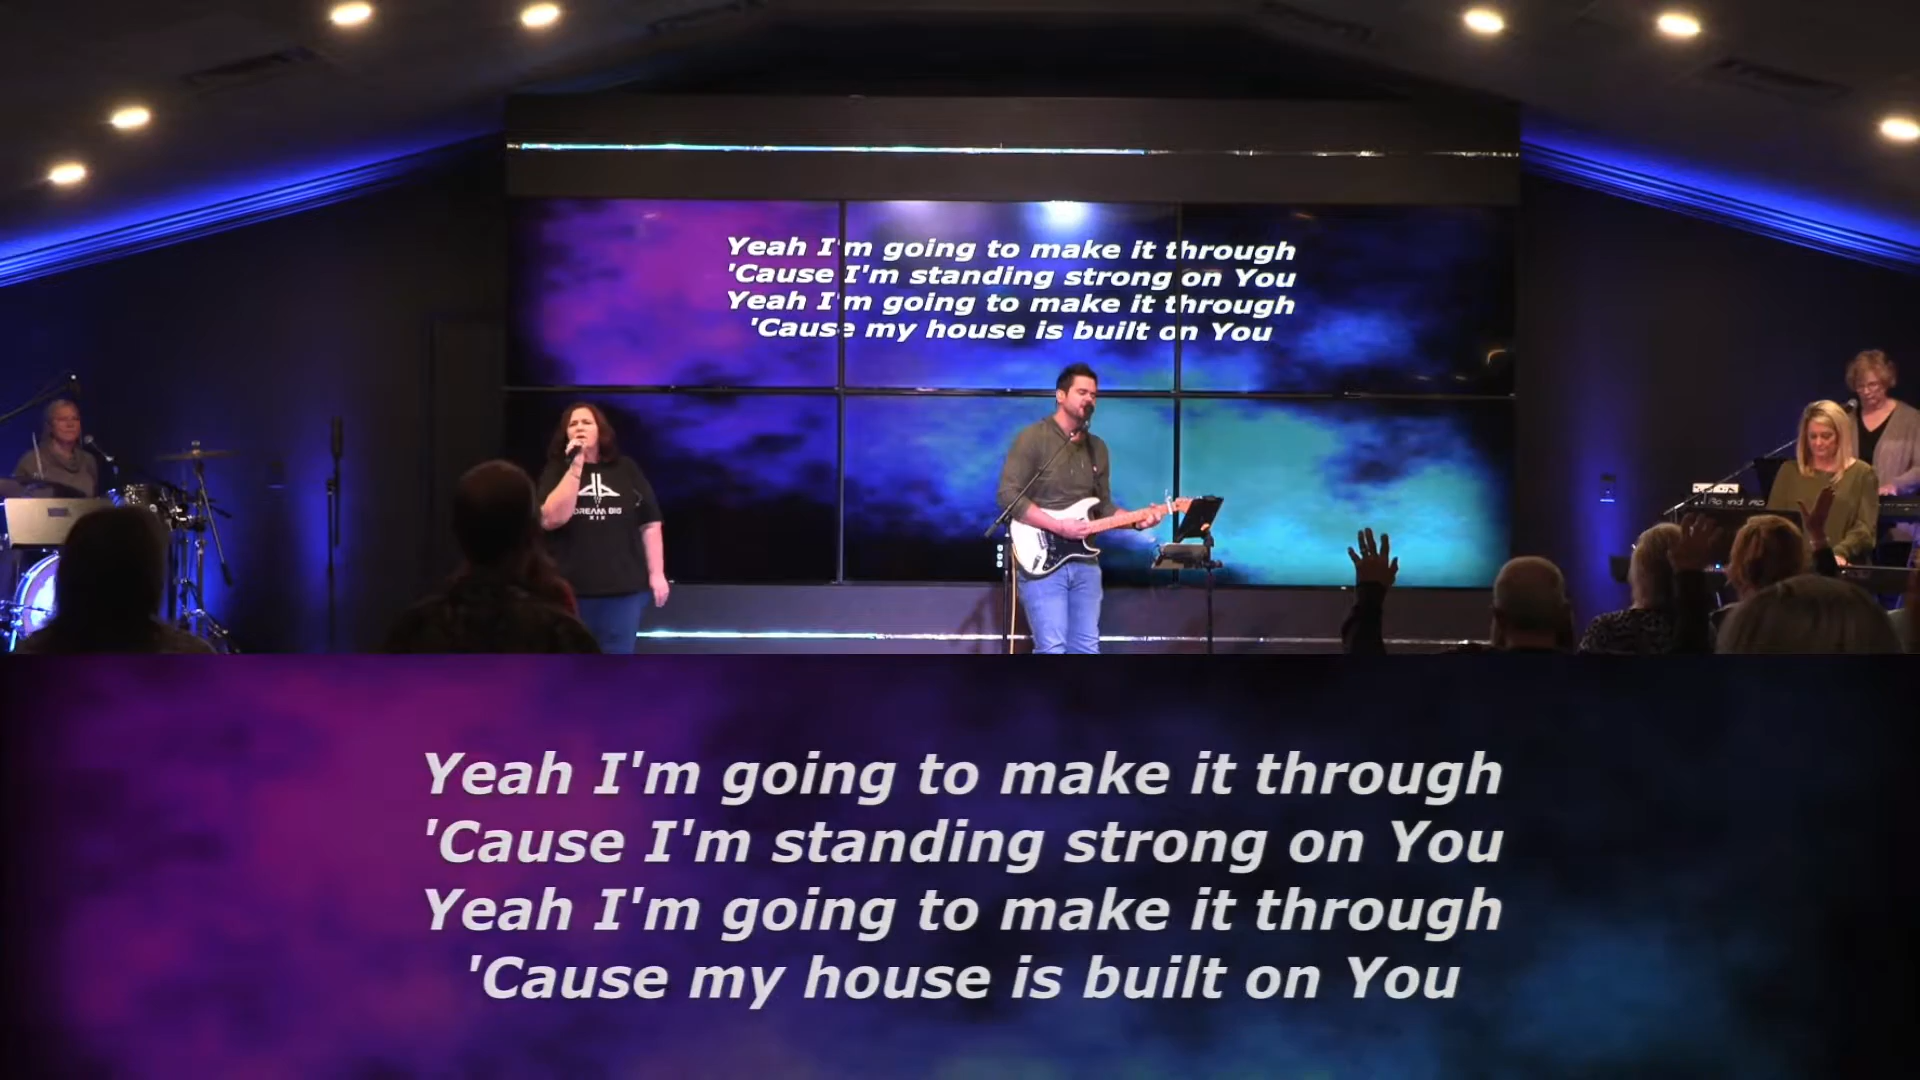 Yeah I'm going to make it through
'Cause I'm standing strong on You
Yeah I'm going to make it through
'Cause my house is built on You
DREAM BIG
Yeah I'm going to make it through
'Cause I'm standing strong on You
Yeah I'm going to make it through
'Cause my house is built on You